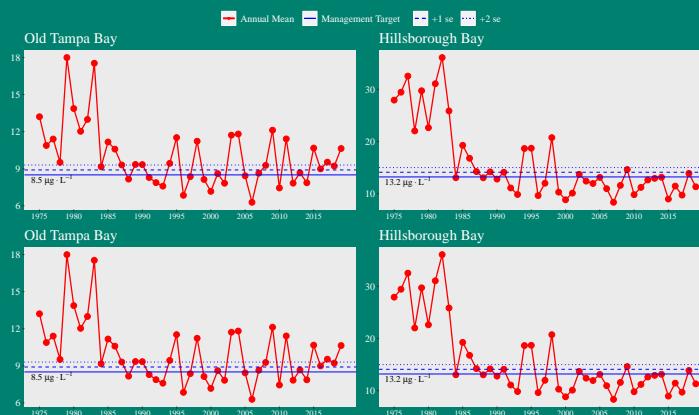 Annual Mean Management Target +1 se +2 se
Old Tampa Bay Hillsborough Bay
18
15
12
9
6
8.5 µg · L⁻¹
1975 1980 1985 1990 1995 2000 2005 2010 2015
30
20
10
13.2 µg · L⁻¹
1975 1980 1985 1990 1995 2000 2005 2010 2015
Old Tampa Bay Hillsborough Bay
18
15
12
9
6
8.5 µg · L⁻¹
30
20
10
13.2 µg · L⁻¹